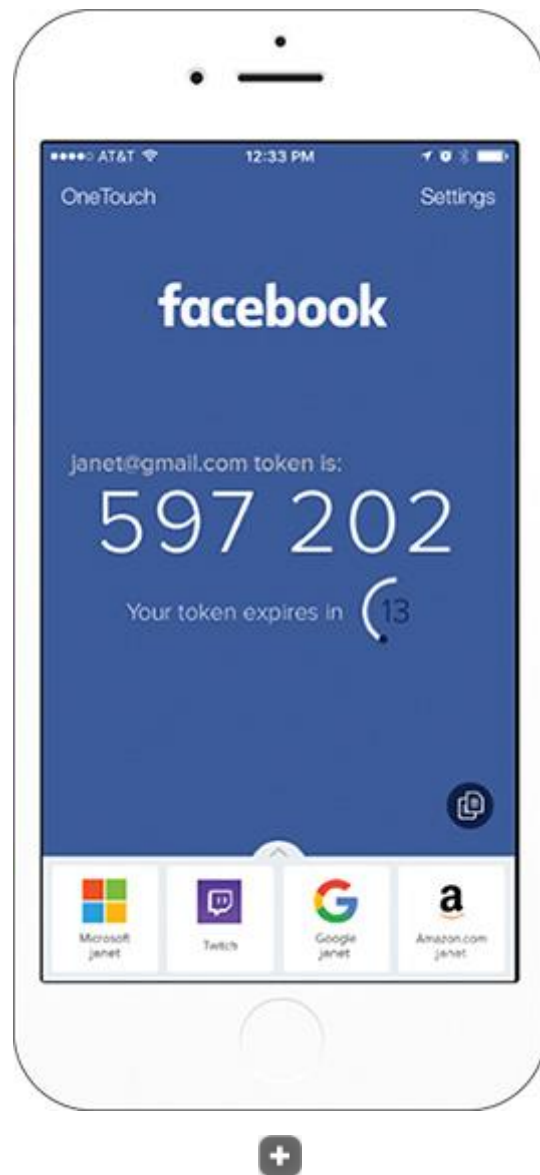 AT&T 12:33 PM
OneTouch Settings
facebook
janet@gmail.com token is:
597 202
Your token expires in 13
Microsoft janet
Twitch
Google janet
a Amazon.com janet